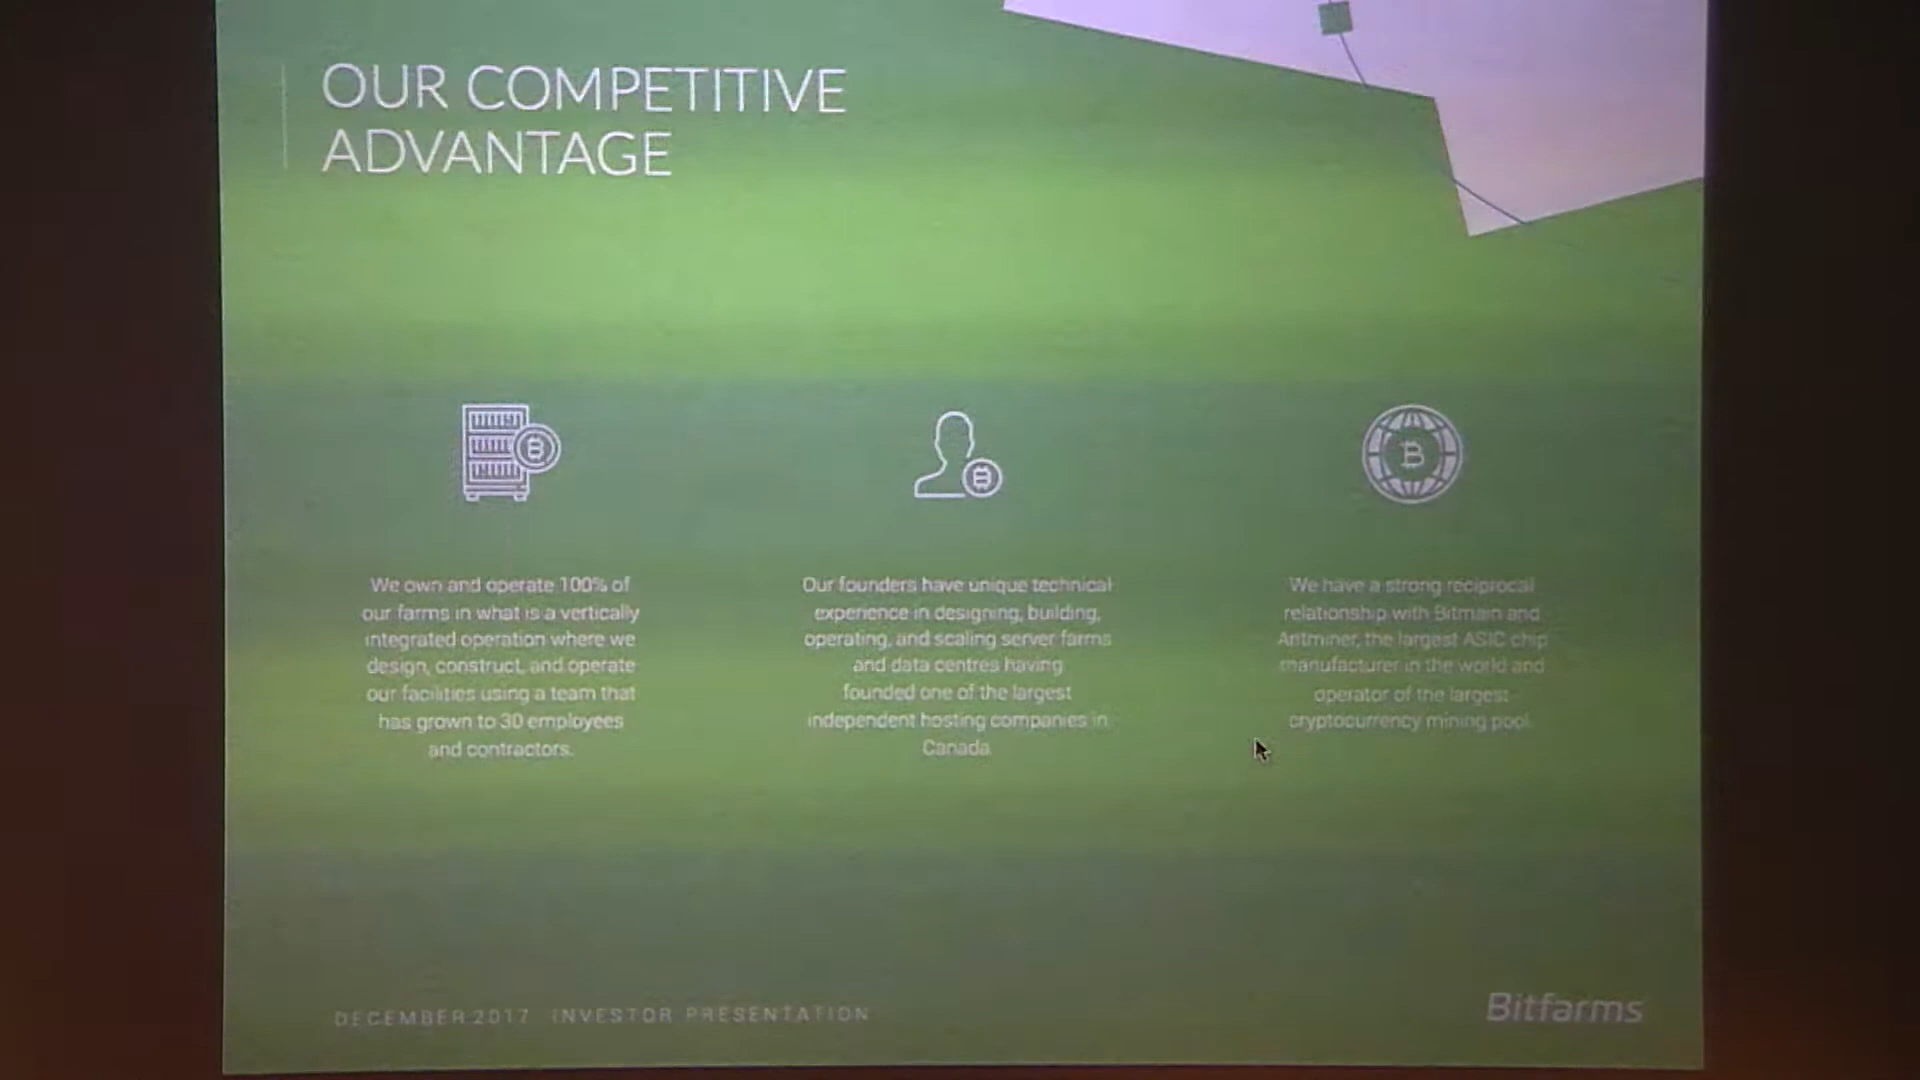 OUR COMPETITIVE
ADVANTAGE
We own and operate 100% of
our farms in what is a vertically
integrated operation where we
design, construct, and operate
our facilities using a team that
has grown to 30 employees
and contractors.
Our founders have unique technical
experience in designing, building,
operating, and scaling server farms
and data centres having
founded one of the largest
independent hosting companies in
Canada.
We have a strong reciprocal
relationship with Bitmain and
Antminer, the largest ASIC chip
manufacturer in the world and
operator of the largest
cryptocurrency mining pool.
DECEMBER 2017 INVESTOR PRESENTATION
Bitfarms